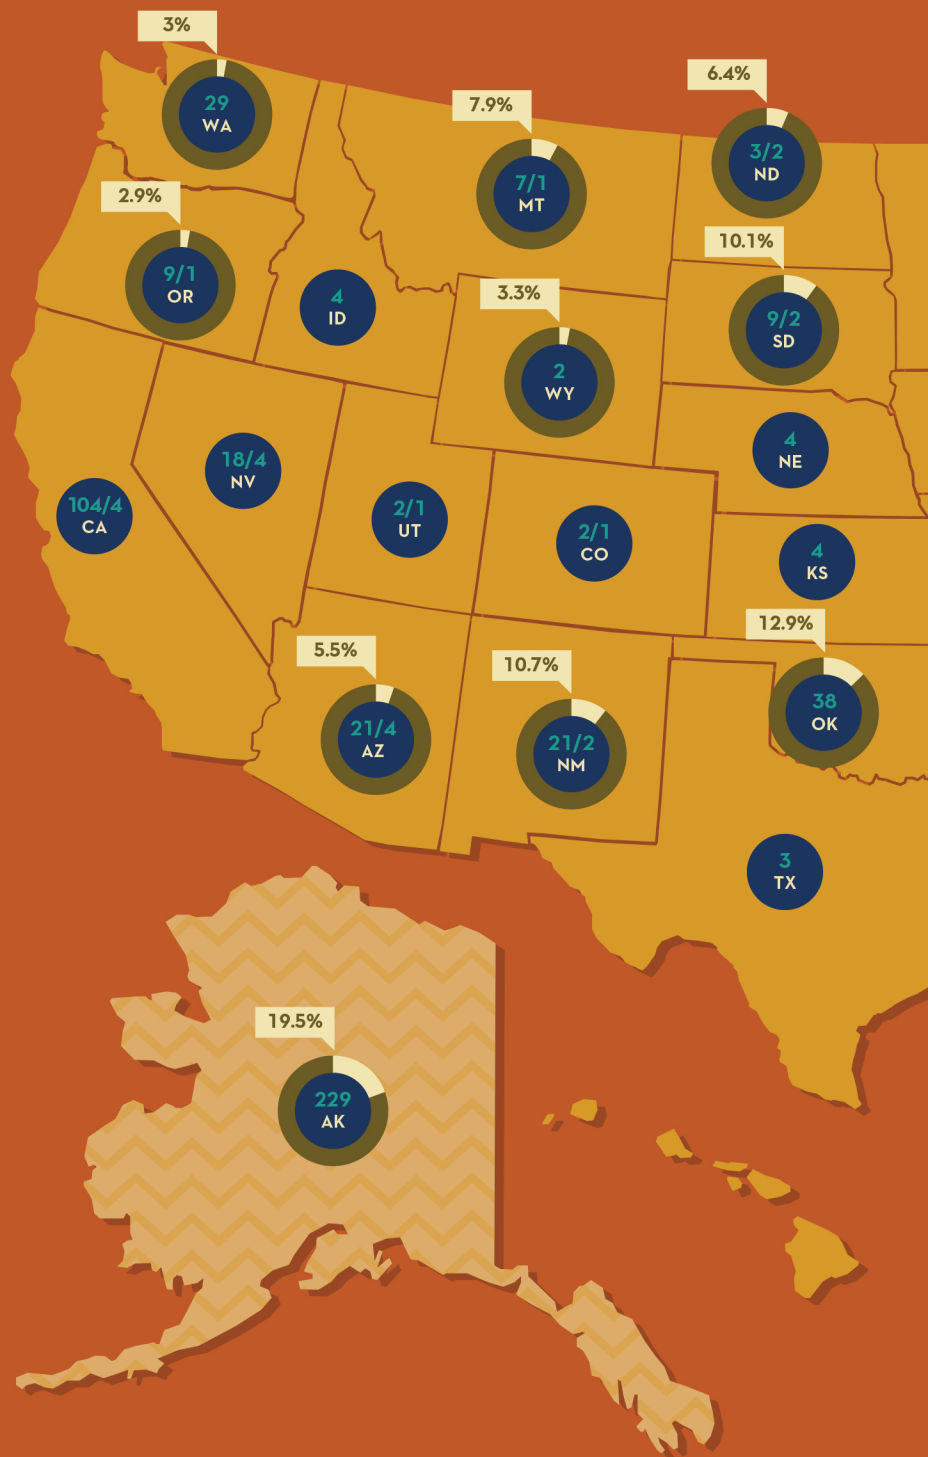 3%
29
WA
6.4%
3/2
ND
7.9%
7/1
MT
2.9%
9/1
OR
10.1%
9/2
SD
4
ID
3.3%
2
WY
4
NE
18/4
NV
104/4
CA
2/1
UT
2/1
CO
4
KS
12.9%
38
OK
5.5%
21/4
AZ
10.7%
21/2
NM
3
TX
19.5%
229
AK